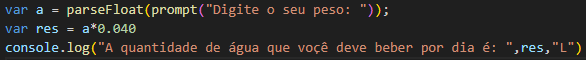 var a = parseFloat(prompt("Digite o seu peso: "));
var res = a*0.040
console.log("A quantidade de água que voçê deve beber por dia é: ",res,"L")